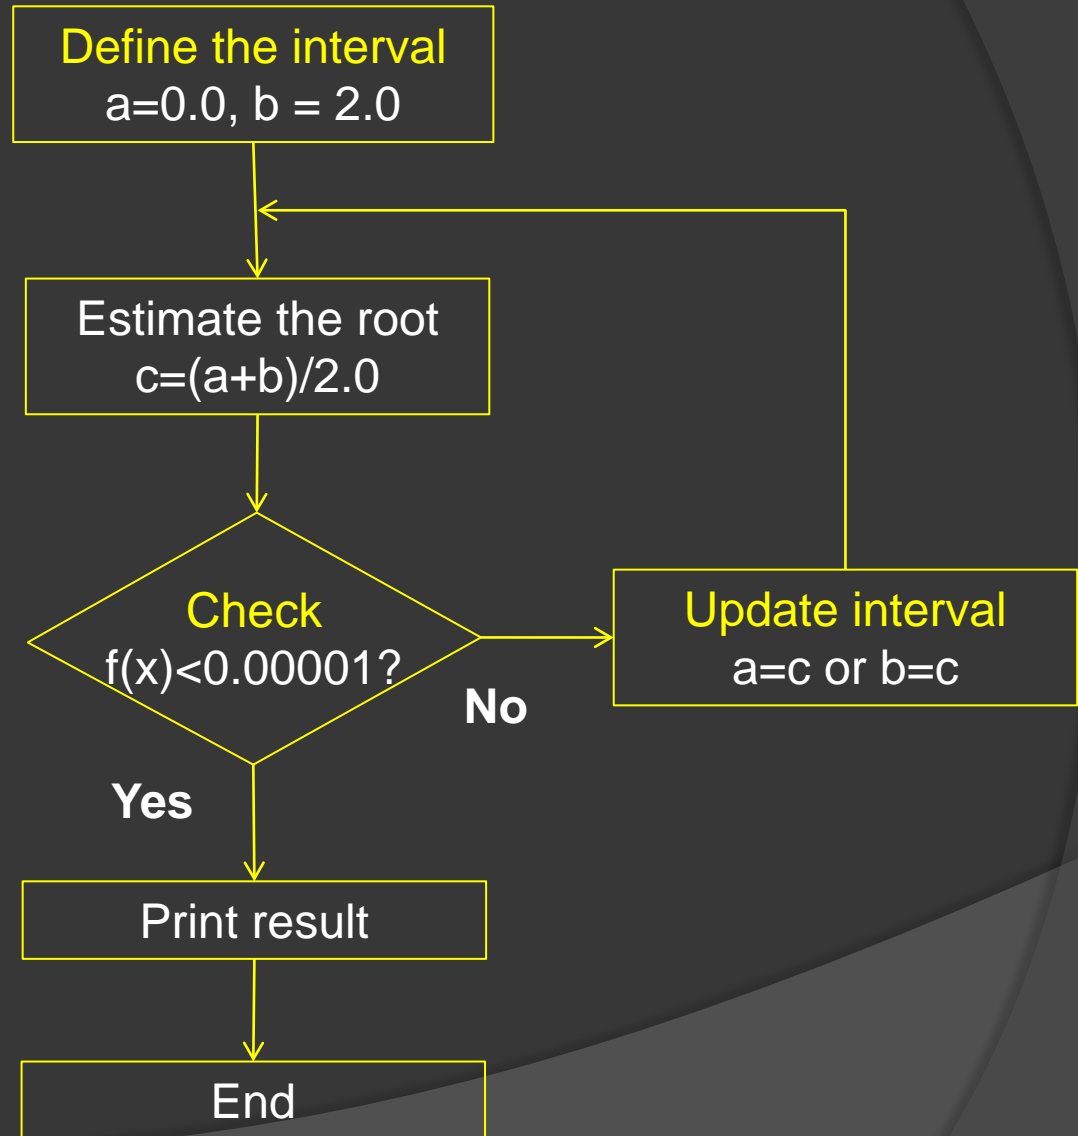 Define the interval
a=0.0, b = 2.0
Estimate the root
c=(a+b)/2.0
Check
f(x)<0.00001?
No
Update interval
a=c or b=c
Yes
Print result
End